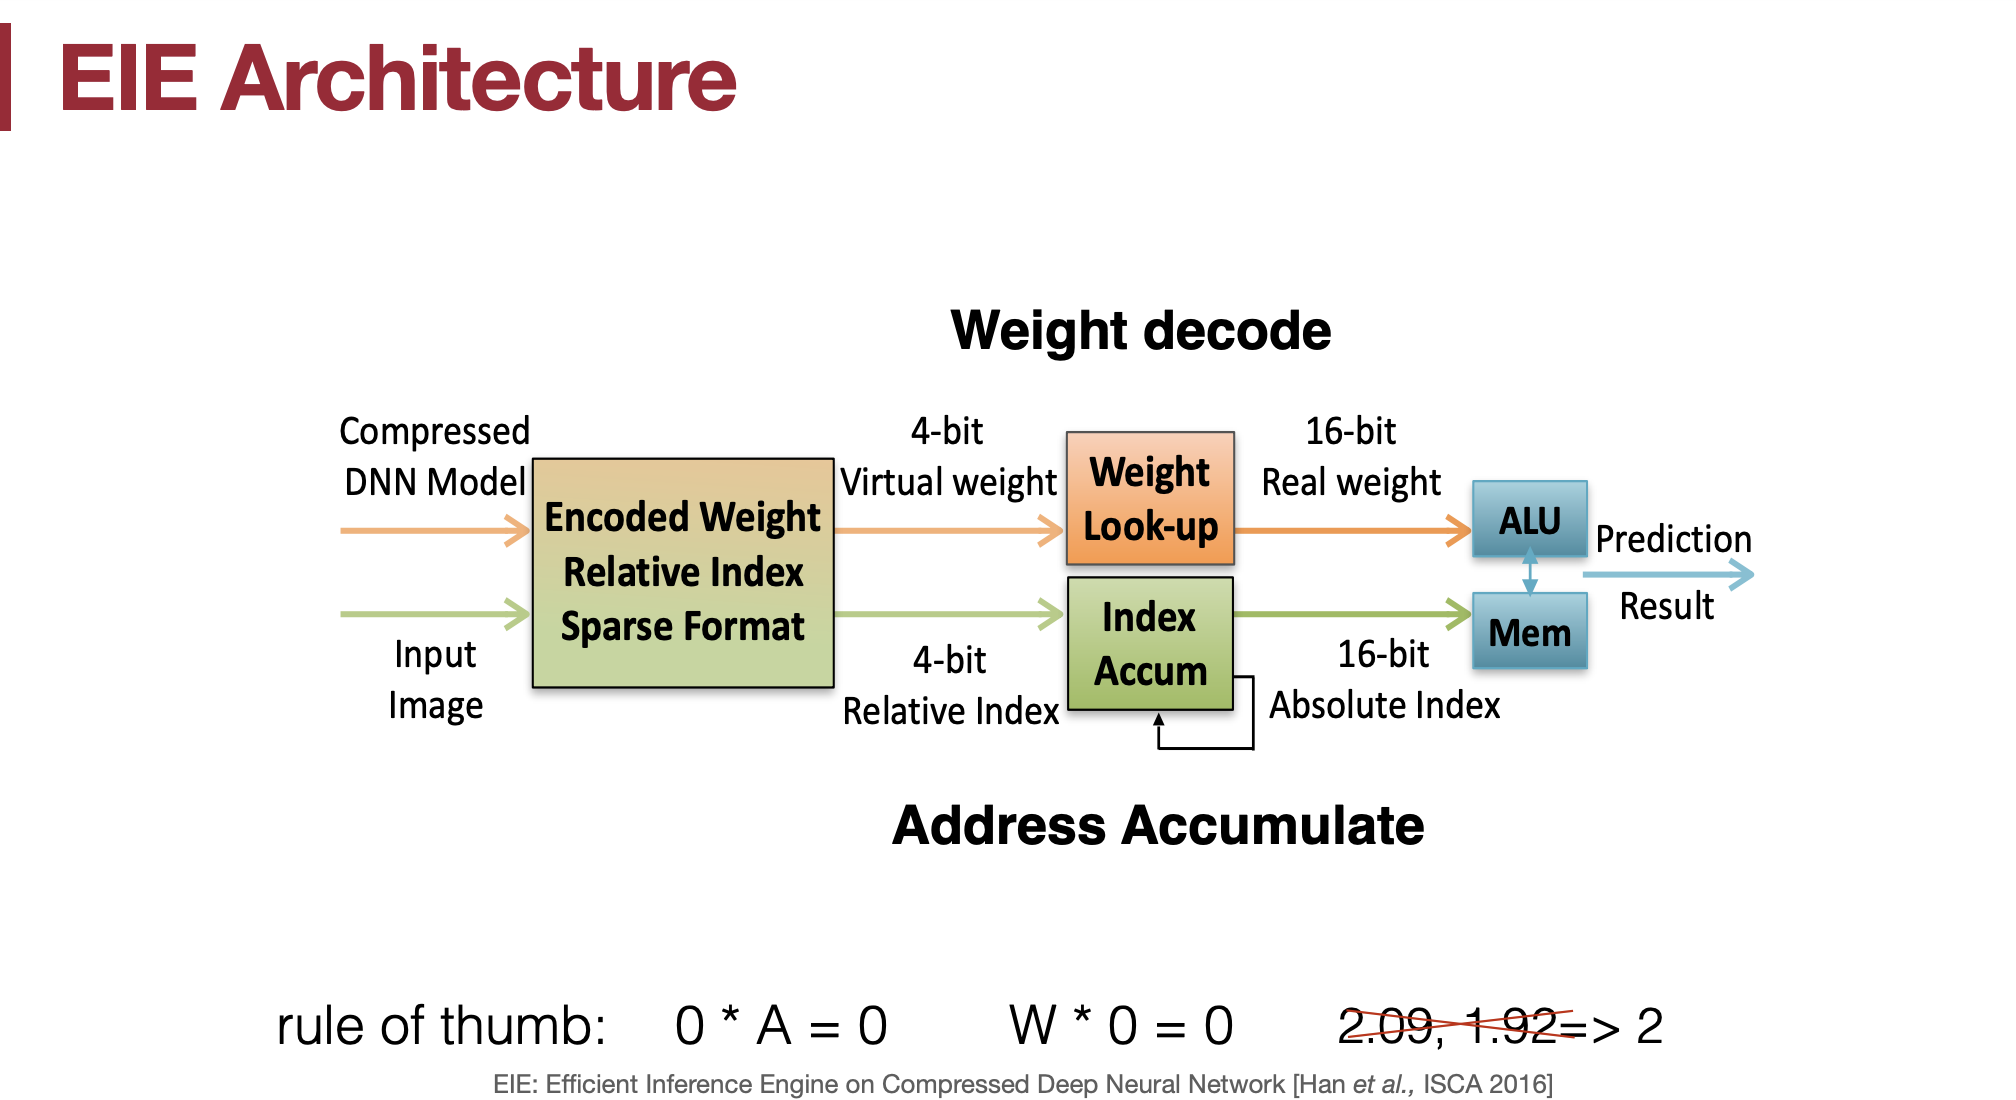 EIE Architecture
Weight decode
Compressed
DNN Model
Input
Image
Encoded Weight
Relative Index
Sparse Format
4-bit
Virtual weight
4-bit
Relative Index
Weight
Look-up
Index
Accum
16-bit
Real weight
16-bit
Absolute Index
ALU
Mem
Prediction
Result
Address Accumulate
rule of thumb: 0 * A = 0 W * 0 = 0 2.09, 1.92=> 2
EIE: Efficient Inference Engine on Compressed Deep Neural Network [Han et al., ISCA 2016]